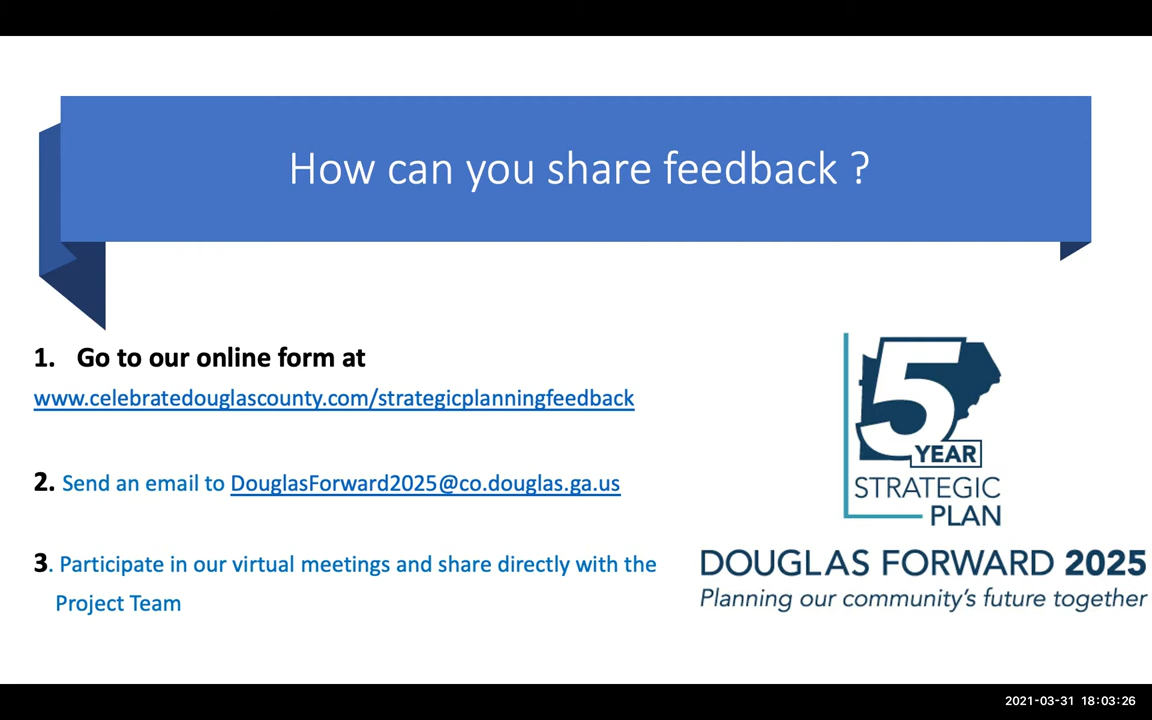 How can you share feedback ?
1. Go to our online form at
www.celebratedouglascounty.com/strategicplanningfeedback
2. Send an email to DouglasForward2025@co.douglas.ga.us
3. Participate in our virtual meetings and share directly with the
Project Team
5
YEAR
STRATEGIC
PLAN
DOUGLAS FORWARD 2025
Planning our community's future together
2021-03-31 18:03:26